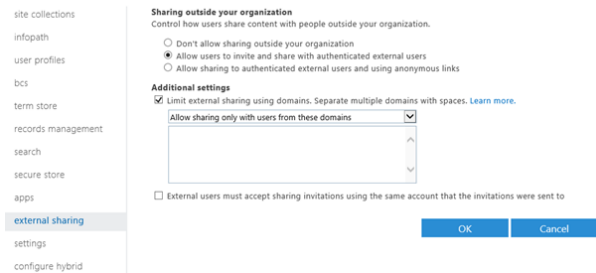 site collections
infopath
user profiles
bcs
term store
records management
search
secure store
apps
external sharing
settings
configure hybrid
Sharing outside your organization
Control how users share content with people outside your organization.
Don't allow sharing outside your organization
Allow users to invite and share with authenticated external users
Allow sharing to authenticated external users and using anonymous links
Additional settings
Limit external sharing using domains. Separate multiple domains with spaces. Learn more.
Allow sharing only with users from these domains
External users must accept sharing invitations using the same account that the invitations were sent to
OK Cancel